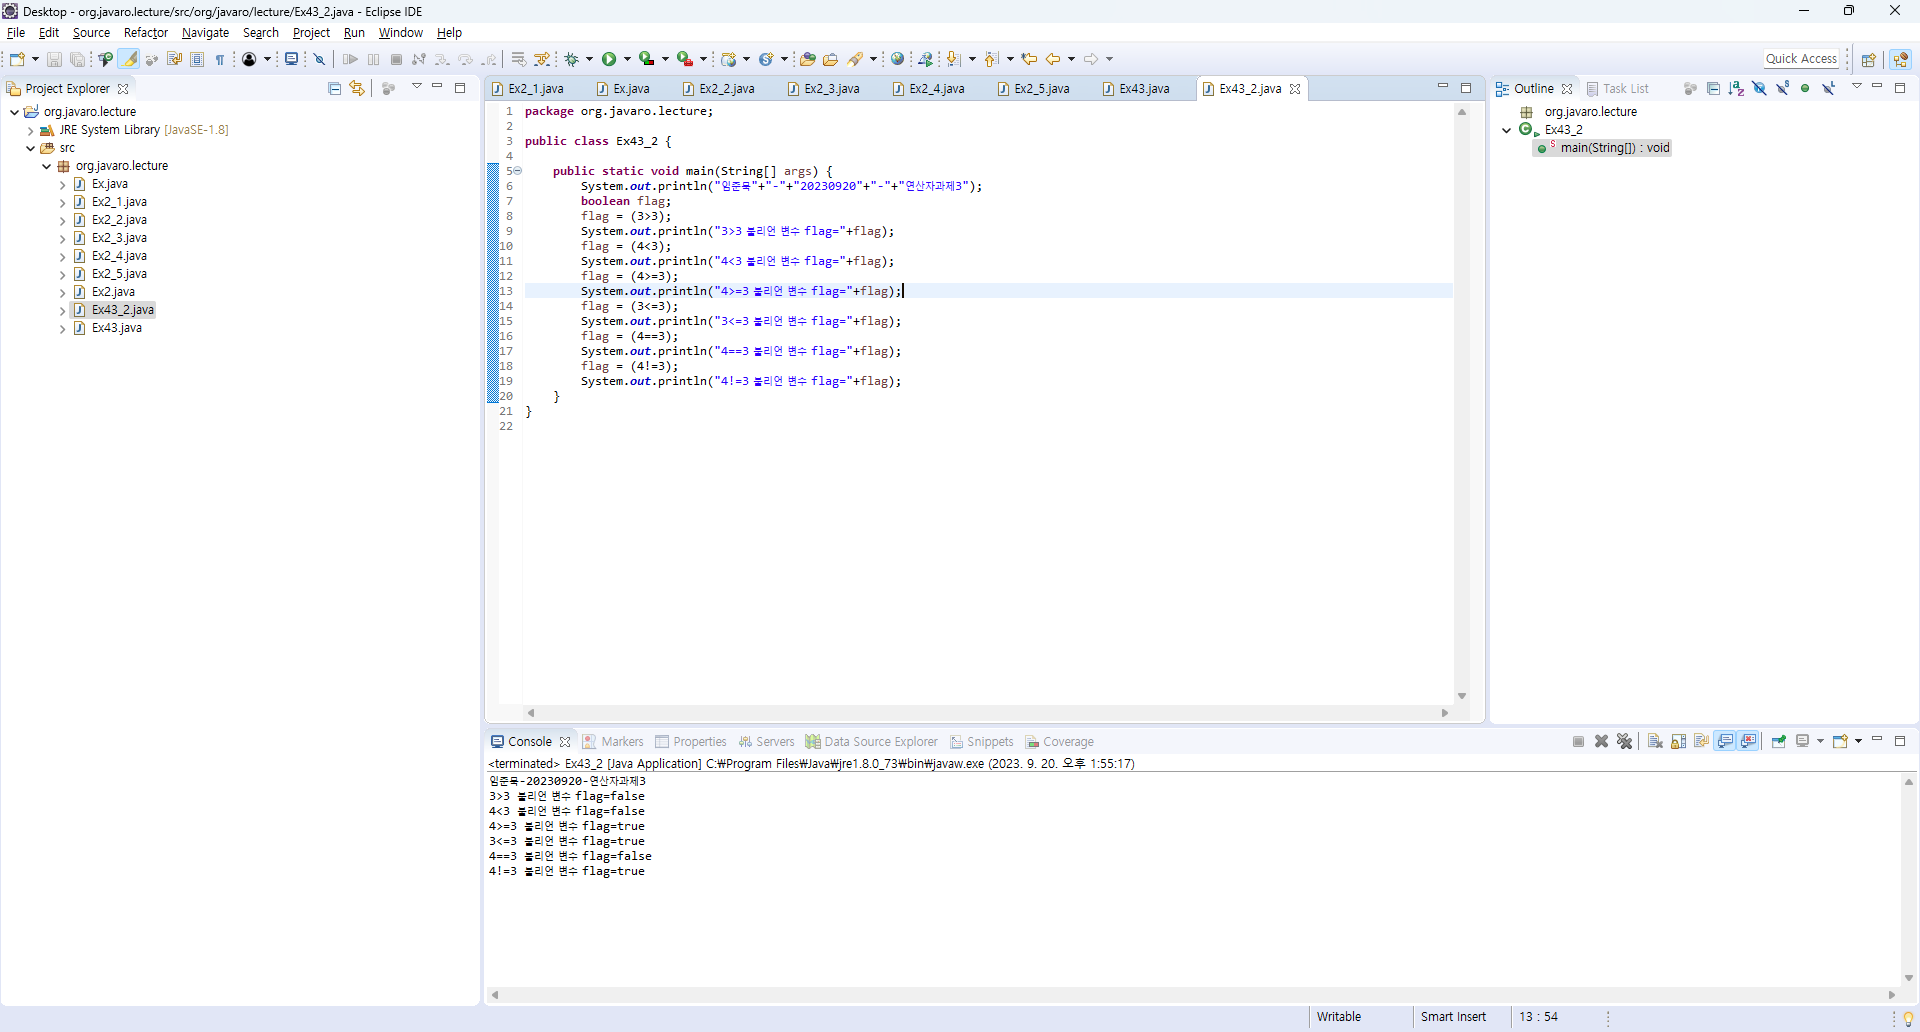 Desktop - org.javaro.lecture/src/org/javaro/lecture/Ex43_2.java - Eclipse IDE
File Edit Source Refactor Navigate Search Project Run Window Help
Quick Access
Project Explorer
org.javaro.lecture
JRE System Library [JavaSE-1.8]
src
org.javaro.lecture
Ex.java
Ex2_1.java
Ex2_2.java
Ex2_3.java
Ex2_4.java
Ex2_5.java
Ex2.java
Ex43_2.java
Ex43.java
Ex2_1.java Ex.java Ex2_2.java Ex2_3.java Ex2_4.java Ex2_5.java Ex43.java Ex43_2.java
1 package org.javaro.lecture;
2
3 public class Ex43_2 {
4
5 public static void main(String[] args) {
6 System.out.println("임준묵"+"-"+"20230920"+"-"+"연산자과제3");
7 boolean flag;
8 flag = (3>3);
9 System.out.println("3>3 불리언 변수 flag="+flag);
10 flag = (4<3);
11 System.out.println("4<3 불리언 변수 flag="+flag);
12 flag = (4>=3);
13 System.out.println("4>=3 불리언 변수 flag="+flag);
14 flag = (3<=3);
15 System.out.println("3<=3 불리언 변수 flag="+flag);
16 flag = (4==3);
17 System.out.println("4==3 불리언 변수 flag="+flag);
18 flag = (4!=3);
19 System.out.println("4!=3 불리언 변수 flag="+flag);
20 }
21 }
22
Outline Task List
org.javaro.lecture
Ex43_2
main(String[]) : void
Console Markers Properties Servers Data Source Explorer Snippets Coverage
<terminated> Ex43_2 [Java Application] C:₩Program Files₩Java₩jre1.8.0_73₩bin₩javaw.exe (2023. 9. 20. 오후 1:55:17)
임준묵-20230920-연산자과제3
3>3 불리언 변수 flag=false
4<3 불리언 변수 flag=false
4>=3 불리언 변수 flag=true
3<=3 불리언 변수 flag=true
4==3 불리언 변수 flag=false
4!=3 불리언 변수 flag=true
Writable Smart Insert 13 : 54